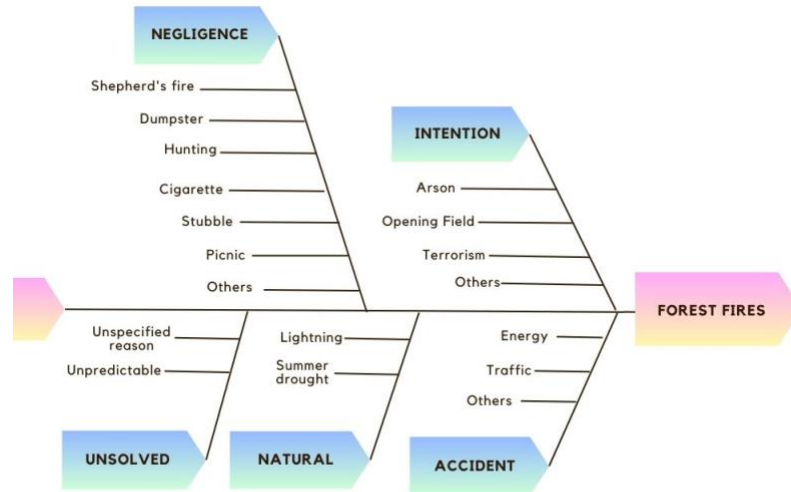 NEGLIGENCE
Shepherd's fire
Dumpster
Hunting
Cigarette
Stubble
Picnic
Others
INTENTION
Arson
Opening Field
Terrorism
Others
FOREST FIRES
Unspecified
reason
Unpredictable
UNSOLVED
Lightning
Summer
drought
NATURAL
Energy
Traffic
Others
ACCIDENT